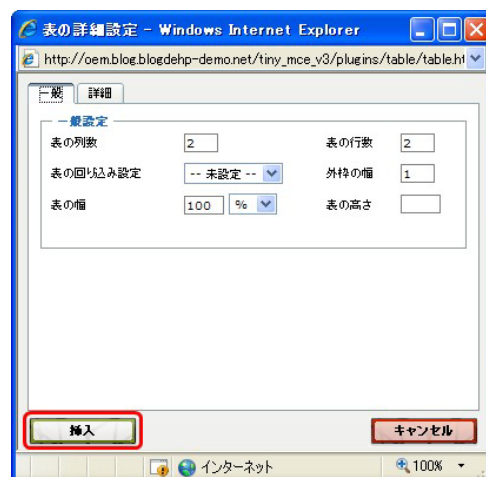 表の詳細設定 - Windows Internet Explorer
http://oem.blog.blogdehp-demo.net/tiny_mce_v3/plugins/table/table.ht
一般 詳細
一般設定
表の列数 2 表の行数 2
表の回り込み設定 -- 未設定 -- 外枠の幅 1
表の幅 100 % 表の高さ
挿入 キャンセル
インターネット 100%